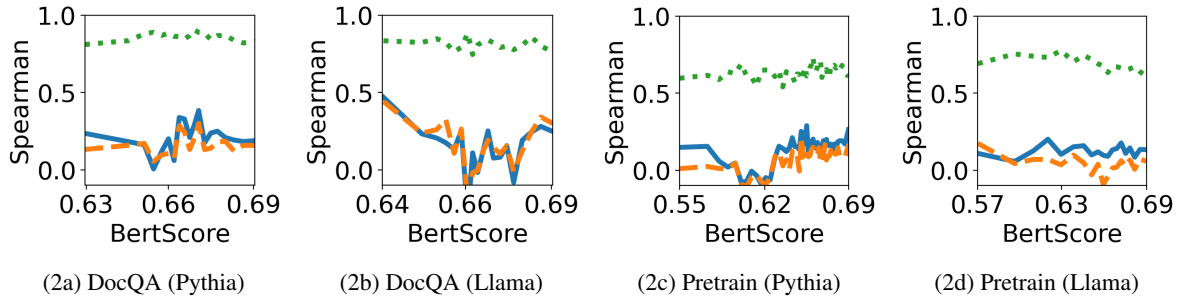 1.0
0.5
0.0
Spearman
0.63 0.66 0.69
BertScore
(2a) DocQA (Pythia)
1.0
0.5
0.0
Spearman
0.64 0.66 0.69
BertScore
(2b) DocQA (Llama)
1.0
0.5
0.0
Spearman
0.55 0.62 0.69
BertScore
(2c) Pretrain (Pythia)
1.0
0.5
0.0
Spearman
0.57 0.63 0.69
BertScore
(2d) Pretrain (Llama)